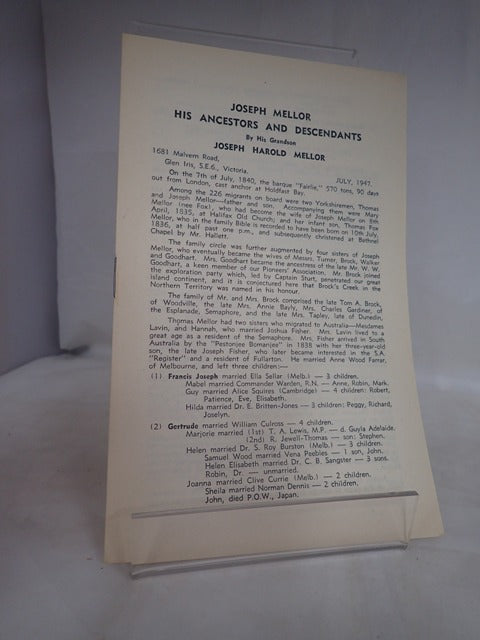 JOSEPH MELLOR
HIS ANCESTORS AND DESCENDANTS
By His Grandson
JOSEPH HAROLD MELLOR
1681 Malvern Road,
Glen Iris, S.E.6., Victoria.
JULY, 1947.
On the 7th of July, 1840, the barque "Fairlie," 570 tons, 90 days
out from London, cast anchor at Holdfast Bay.
Among the 226 migrants on board were two Yorkshiremen, Thomas
and Joseph Mellor—father and son. Accompanying them were Mary
Mellor (nee Fox), who had become the wife of Joseph Mellor on 5th
April, 1835, at Halifax Old Church; and her infant son, Thomas Fox
Mellor, who in the family Bible is recorded to have been born on 10th July,
1836, at half past one p.m., and subsequently christened at Bethnel
Chapel by Mr. Hallett.
The family circle was further augmented by four sisters of Joseph
Mellor, who eventually became the wives of Messrs. Turner, Brock, Walker
and Goodhart. Mrs. Goodhart became the ancestress of the late Mr. W. W.
Goodhart, a keen member of our Pioneers' Association. Mr. Brock joined
the exploration party which, led by Captain Sturt, penetrated our great
inland continent, and it is conjectured here that Brock's Creek in the
Northern Territory was named in his honour.
The family of Mr. and Mrs. Brock comprised the late Tom A. Brock,
of Woodville, the late Mrs. Annie Bayly, Mrs. Charles Gardiner, of
the Esplanade, Semaphore, and the late Mrs. Tapley, late of Dunedin.
Thomas Mellor had two sisters who migrated to Australia—Mesdames
Lavin, and Hannah, who married Joshua Fisher. Mrs. Lavin lived to a
great age as a resident of the Semaphore. Mrs. Fisher arrived in South
Australia by the "Pestonjee Bomanjee" in 1838 with her three-year-old
son, the late Joseph Fisher, who later became interested in the S.A.
"Register" and a resident of Fullarton. He married Anne Wood Farrar,
of Melbourne, and left three children:—
(1) Francis Joseph married Ella Sellar (Melb.) — 3 children.
Mabel married Commander Warden, R.N. — Anne, Robin, Mark.
Guy married Alice Squires (Cambridge) — 4 children: Robert,
Patience, Eve, Elisabeth.
Hilda married Dr. E. Britten-Jones — 3 children: Peggy, Richard,
Joselyn.
(2) Gertrude married William Culross — 4 children.
Marjorie married (1st) T. A. Lewis, M.P. — d. Guyla Adelaide.
(2nd) R. Jewell-Thomas — son: Stephen.
Helen married Dr. S. Roy Burston (Melb.) — 3 children.
Samuel Wood married Vena Peebles — 1 son, John.
Helen Elisabeth married Dr. C. B. Sangster — 3 sons.
Robin, Dr. — unmarried.
Joanna married Clive Currie (Melb.) — 2 children.
Sheila married Norman Dennis — 2 children.
John, died P.O.W., Japan.